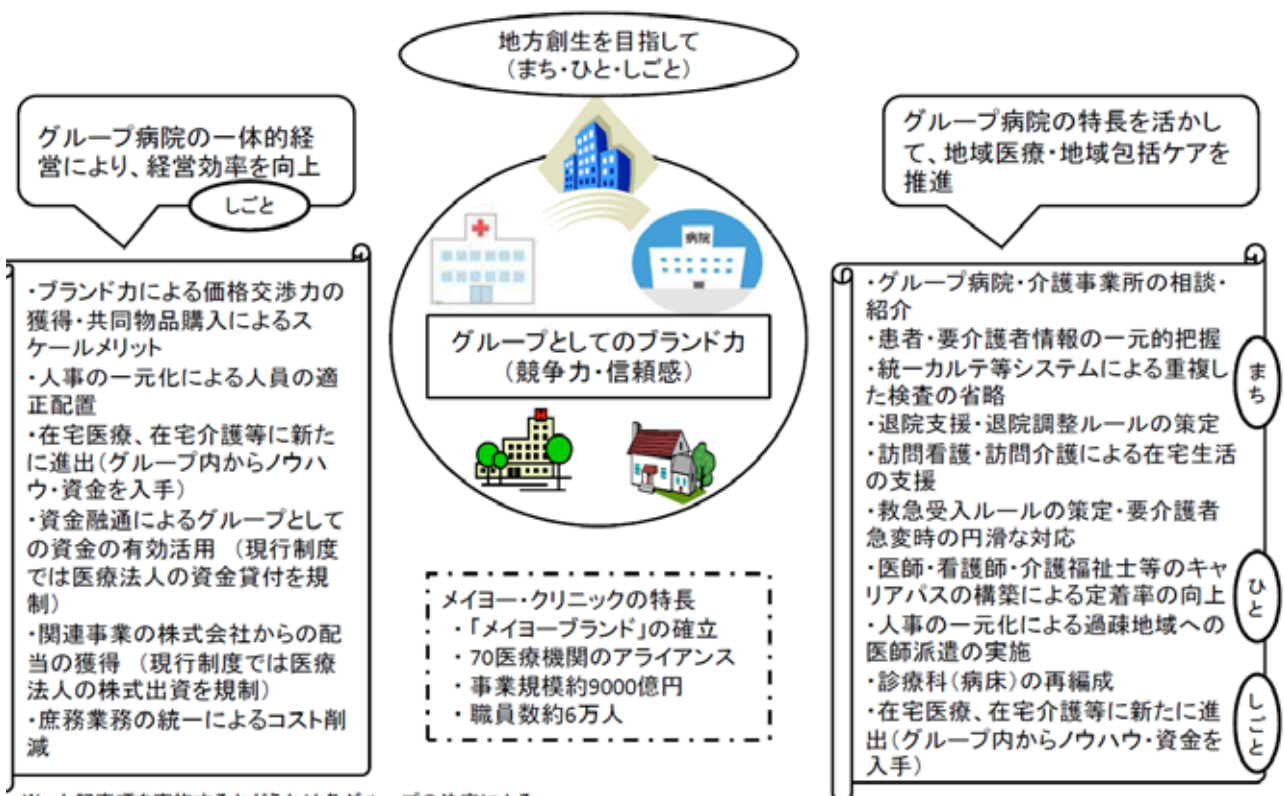 地方創生を目指して
（まち・ひと・しごと）
グループ病院の一体的経
営により、経営効率を向上
しごと
・ブランド力による価格交渉力の
獲得・共同物品購入によるス
ケールメリット
・人事の一元化による人員の適
正配置
・在宅医療、在宅介護等に新た
に進出（グループ内からノウハ
ウ・資金を入手）
・資金融通によるグループとして
の資金の有効活用　（現行制度
では医療法人の資金貸付を規
制）
・関連事業の株式会社からの配
当の獲得　（現行制度では医療
法人の株式出資を規制）
・庶務業務の統一によるコスト削
減
病院
H
グループとしてのブランド力
（競争力・信頼感）
メイヨー・クリニックの特長
・「メイヨーブランド」の確立
・70医療機関のアライアンス
・事業規模約9000億円
・職員数約6万人
グループ病院の特長を活かし
て、地域医療・地域包括ケアを
推進
・グループ病院・介護事業所の相談・
紹介
・患者・要介護者情報の一元的把握
・統一カルテ等システムによる重複し
た検査の省略
・退院支援・退院調整ルールの策定
・訪問看護・訪問介護による在宅生活
の支援
・救急受入ルールの策定・要介護者
急変時の円滑な対応
・医師・看護師・介護福祉士等のキャ
リアパスの構築による定着率の向上
・人事の一元化による過疎地域への
医師派遣の実施
・診療科（病床）の再編成
・在宅医療、在宅介護等に新たに進
出（グループ内からノウハウ・資金を
入手）
まち
ひと
しごと